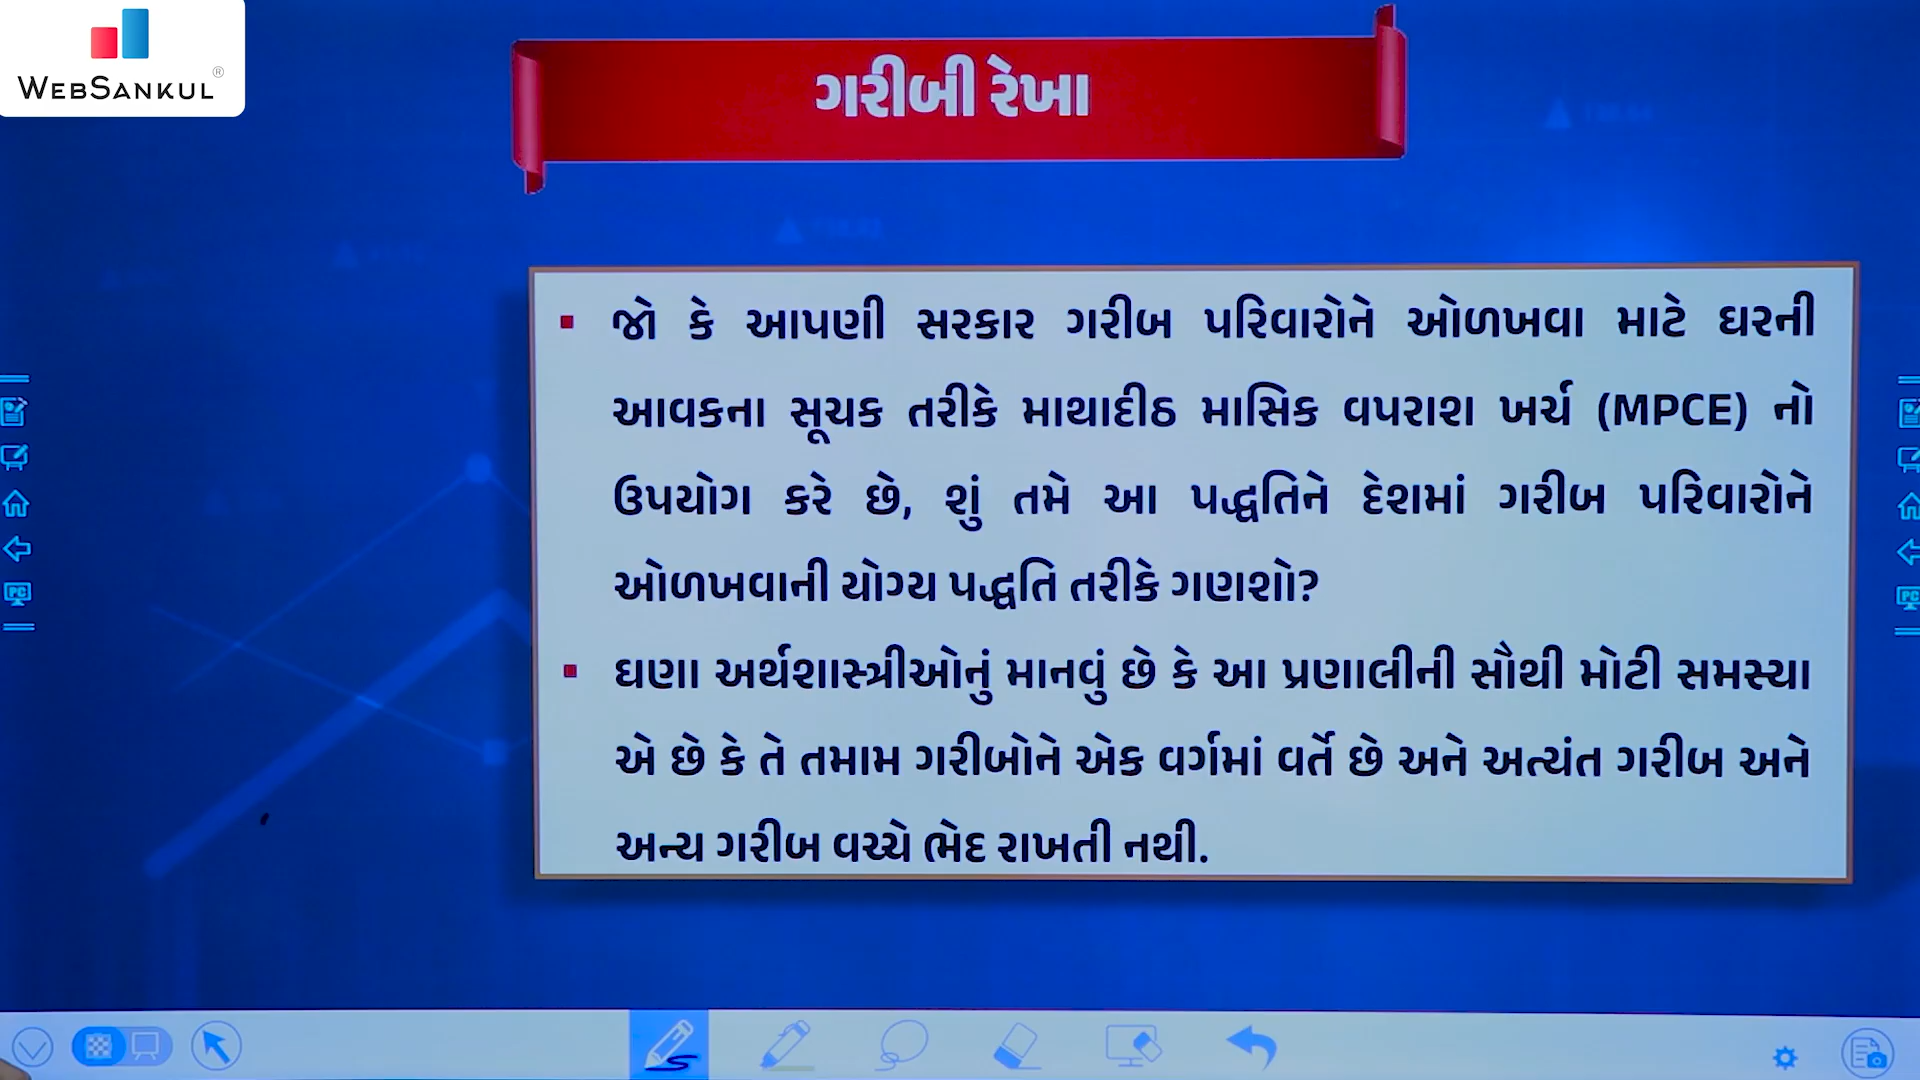 WEBSANKUL®
ગરીબી રેખા
▪ જો કે આપણી સરકાર ગરીબ પરિવારોને ઓળખવા માટે ઘરની
આવકના સૂચક તરીકે માથાદીઠ માસિક વપરાશ ખર્ચ (MPCE) નો
ઉપયોગ કરે છે, શું તમે આ પદ્ધતિને દેશમાં ગરીબ પરિવારોને
ઓળખવાની યોગ્ય પદ્ધતિ તરીકે ગણશો?
▪ ઘણા અર્થશાસ્ત્રીઓનું માનવું છે કે આ પ્રણાલીની સૌથી મોટી સમસ્યા
એ છે કે તે તમામ ગરીબોને એક વર્ગમાં વર્તે છે અને અત્યંત ગરીબ અને
અન્ય ગરીબ વચ્ચે ભેદ રાખતી નથી.
PC
PC